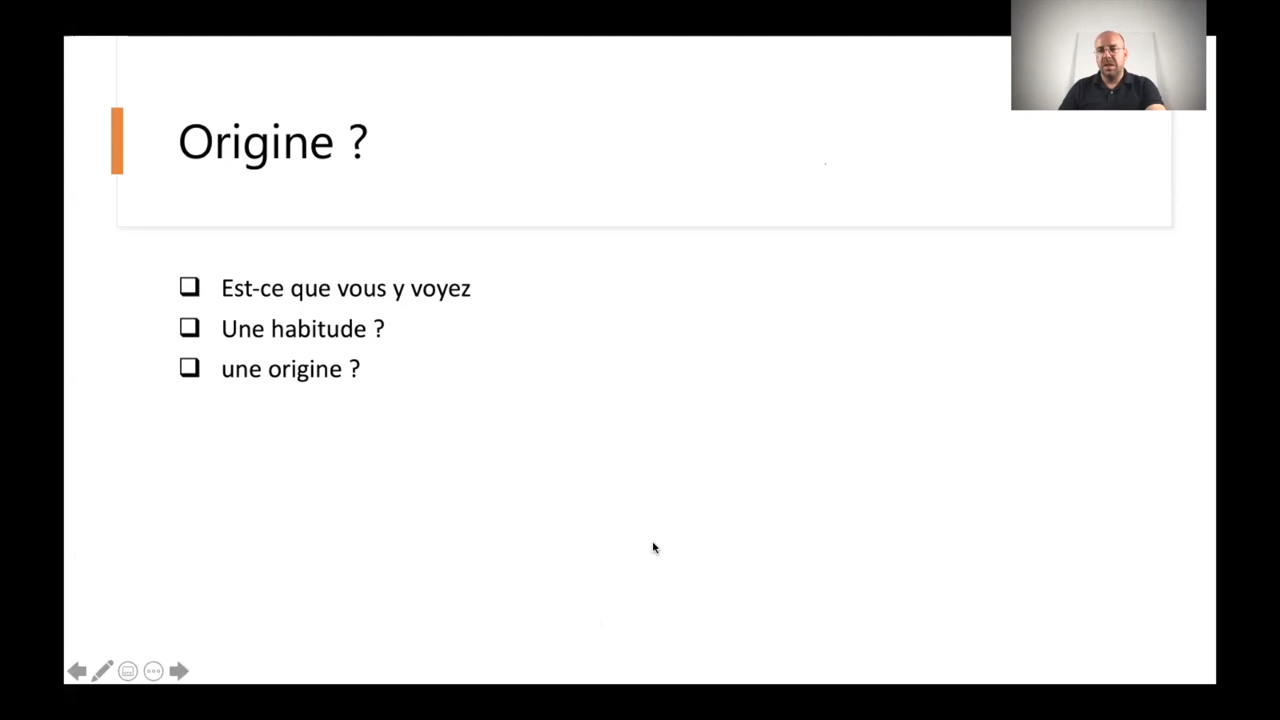 Origine ?
Est-ce que vous y voyez
Une habitude ?
une origine ?